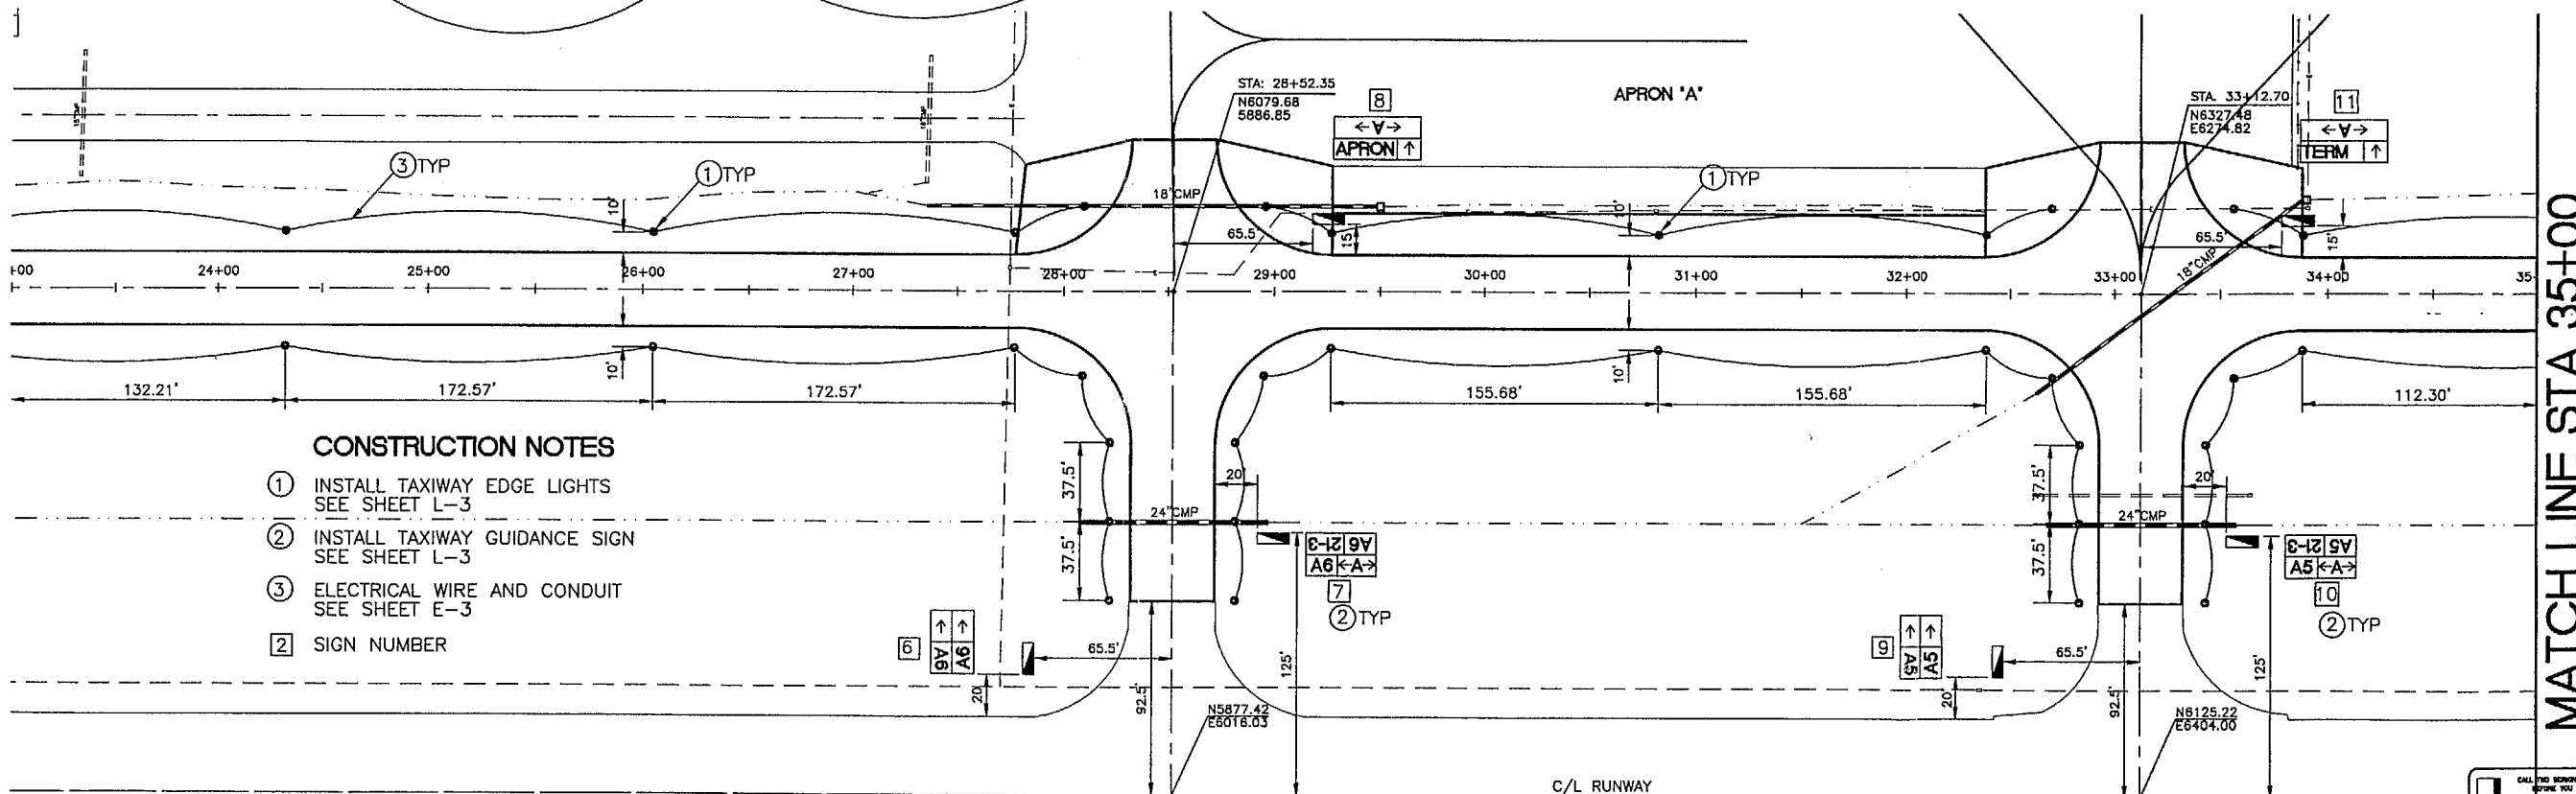 STA: 28+52.35
N6079.68
5886.85
8
←A→
APRON ↑
APRON "A"
STA. 33+12.70
N6327.48
E6274.82
11
←A→
TERM ↑
3 TYP
1 TYP
1 TYP
18"CMP
10'
65.5'
15'
10'
65.5'
15'
18"CMP
+00
24+00
25+00
26+00
27+00
28+00
29+00
30+00
31+00
32+00
33+00
34+00
35
MATCH LINE STA 35+00
10'
10'
132.21'
172.57'
172.57'
155.68'
155.68'
112.30'
CONSTRUCTION NOTES
1 INSTALL TAXIWAY EDGE LIGHTS
SEE SHEET L-3
2 INSTALL TAXIWAY GUIDANCE SIGN
SEE SHEET L-3
3 ELECTRICAL WIRE AND CONDUIT
SEE SHEET E-3
2 SIGN NUMBER
37.5'
37.5'
20'
24"CMP
A6 21-3
A6 ←A→
7
2 TYP
37.5'
37.5'
20'
24"CMP
A5 21-3
A5 ←A→
10
2 TYP
6
A6 ↑
A6 ↑
65.5'
20'
92.5'
125'
N5877.42
E6016.03
9
A5 ↑
A5 ↑
65.5'
20'
92.5'
125'
N6125.22
E6404.00
C/L RUNWAY